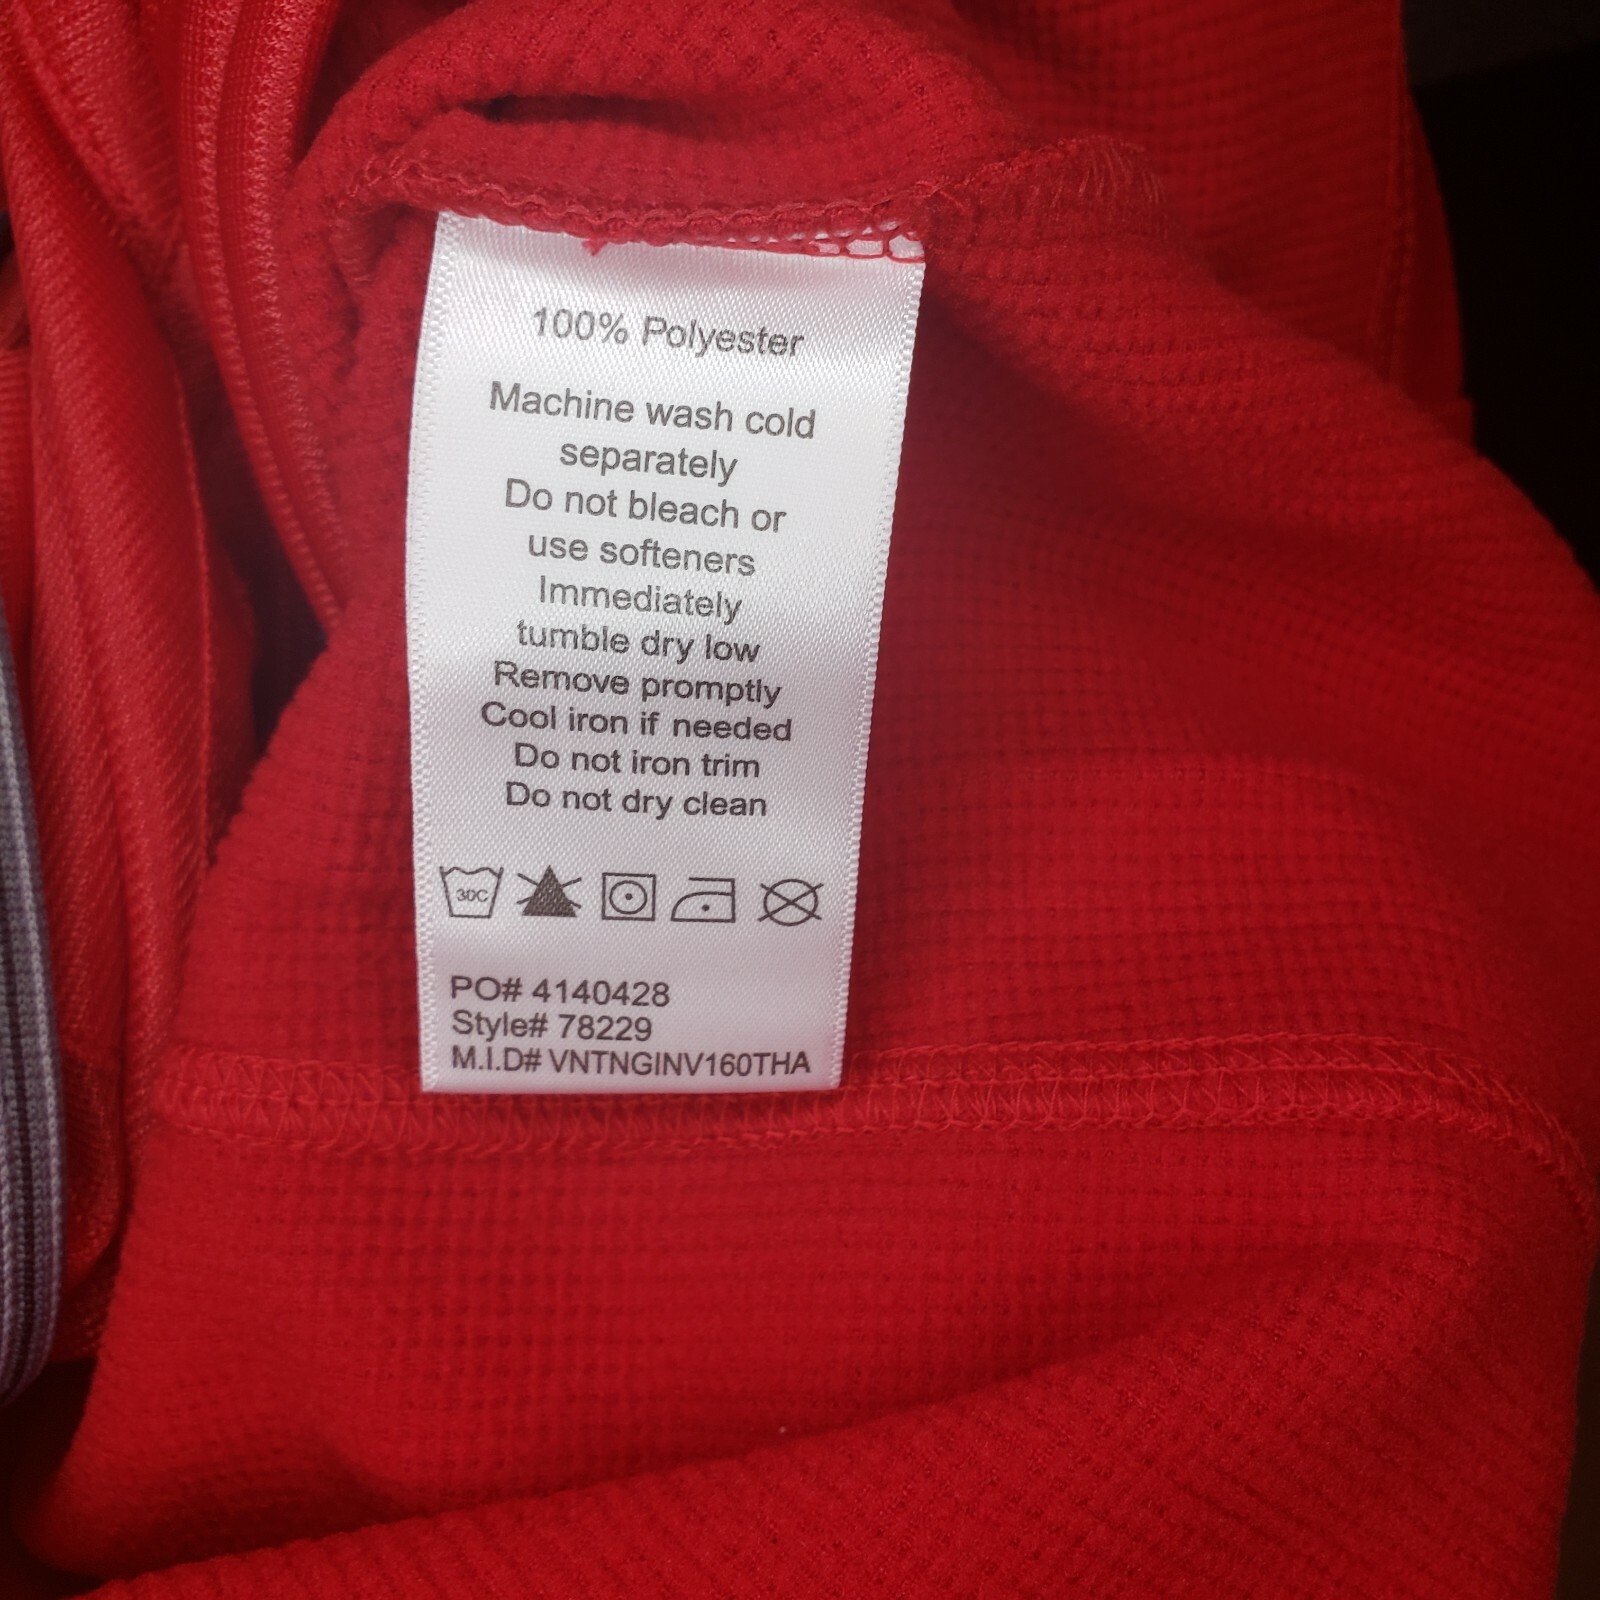 100% Polyester
Machine wash cold
separately
Do not bleach or
use softeners
Immediately
tumble dry low
Remove promptly
Cool iron if needed
Do not iron trim
Do not dry clean
30C
PO# 4140428
Style# 78229
M.I.D# VNTNGINV160THA